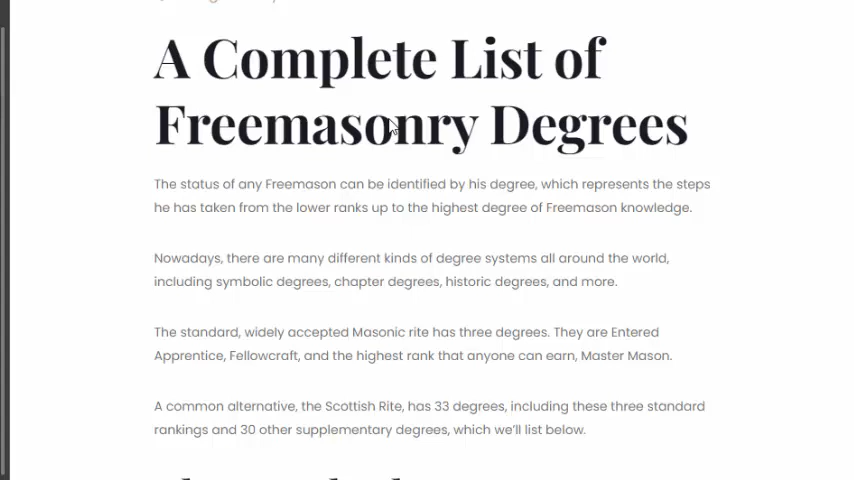 A Complete List of
Freemasonry Degrees
The status of any Freemason can be identified by his degree, which represents the steps
he has taken from the lower ranks up to the highest degree of Freemason knowledge.
Nowadays, there are many different kinds of degree systems all around the world,
including symbolic degrees, chapter degrees, historic degrees, and more.
The standard, widely accepted Masonic rite has three degrees. They are Entered
Apprentice, Fellowcraft, and the highest rank that anyone can earn, Master Mason.
A common alternative, the Scottish Rite, has 33 degrees, including these three standard
rankings and 30 other supplementary degrees, which we'll list below.